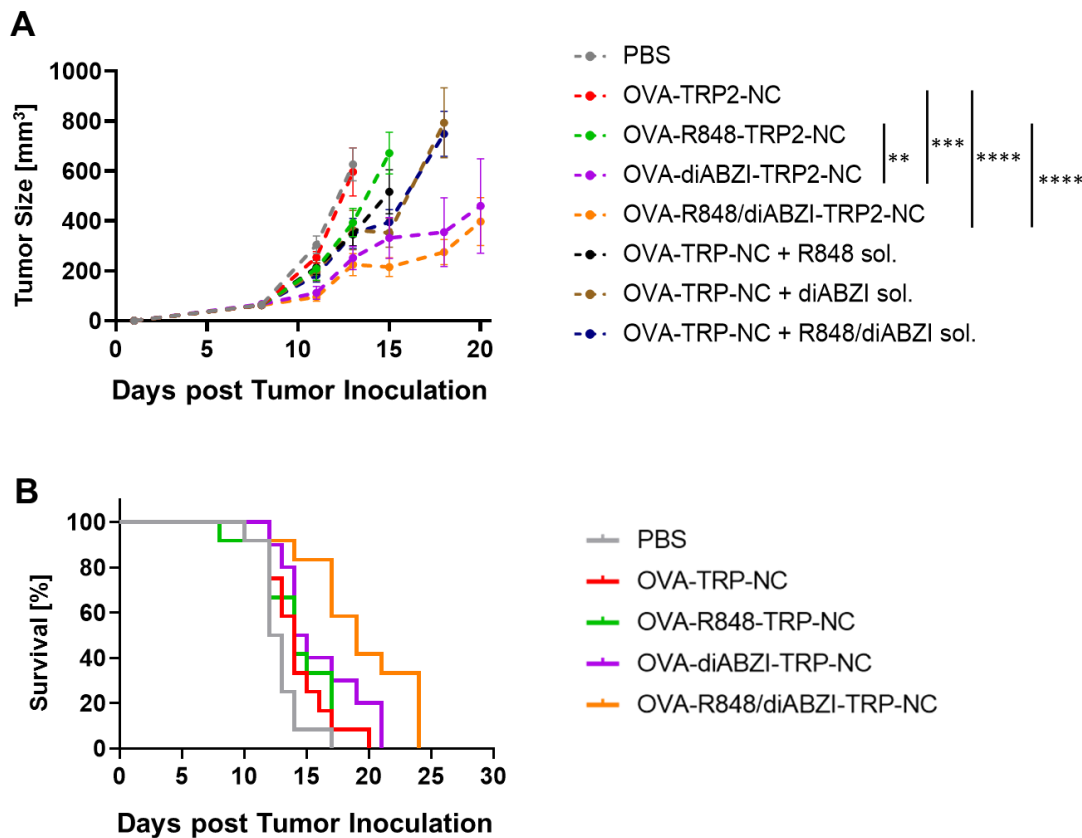 A
Tumor Size [mm³]
1000
800
600
400
200
0
0 5 10 15 20
Days post Tumor Inoculation
PBS
OVA-TRP2-NC
OVA-R848-TRP2-NC
OVA-diABZI-TRP2-NC
OVA-R848/diABZI-TRP2-NC
OVA-TRP-NC + R848 sol.
OVA-TRP-NC + diABZI sol.
OVA-TRP-NC + R848/diABZI sol.
**
***
****
****
B
Survival [%]
100
80
60
40
20
0
0 5 10 15 20 25 30
Days post Tumor Inoculation
PBS
OVA-TRP-NC
OVA-R848-TRP-NC
OVA-diABZI-TRP-NC
OVA-R848/diABZI-TRP-NC